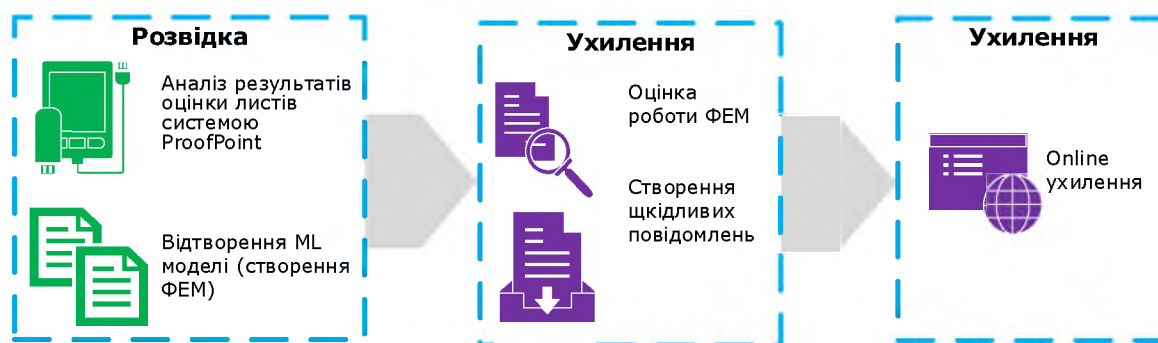 Розвідка
Аналіз результатів
оцінки листів
системою
ProofPoint
Відтворення ML
моделі (створення
ФЕМ)
Ухилення
Оцінка
роботи ФЕМ
Створення
щкідливих
повідомлень
Ухилення
Online
ухилення